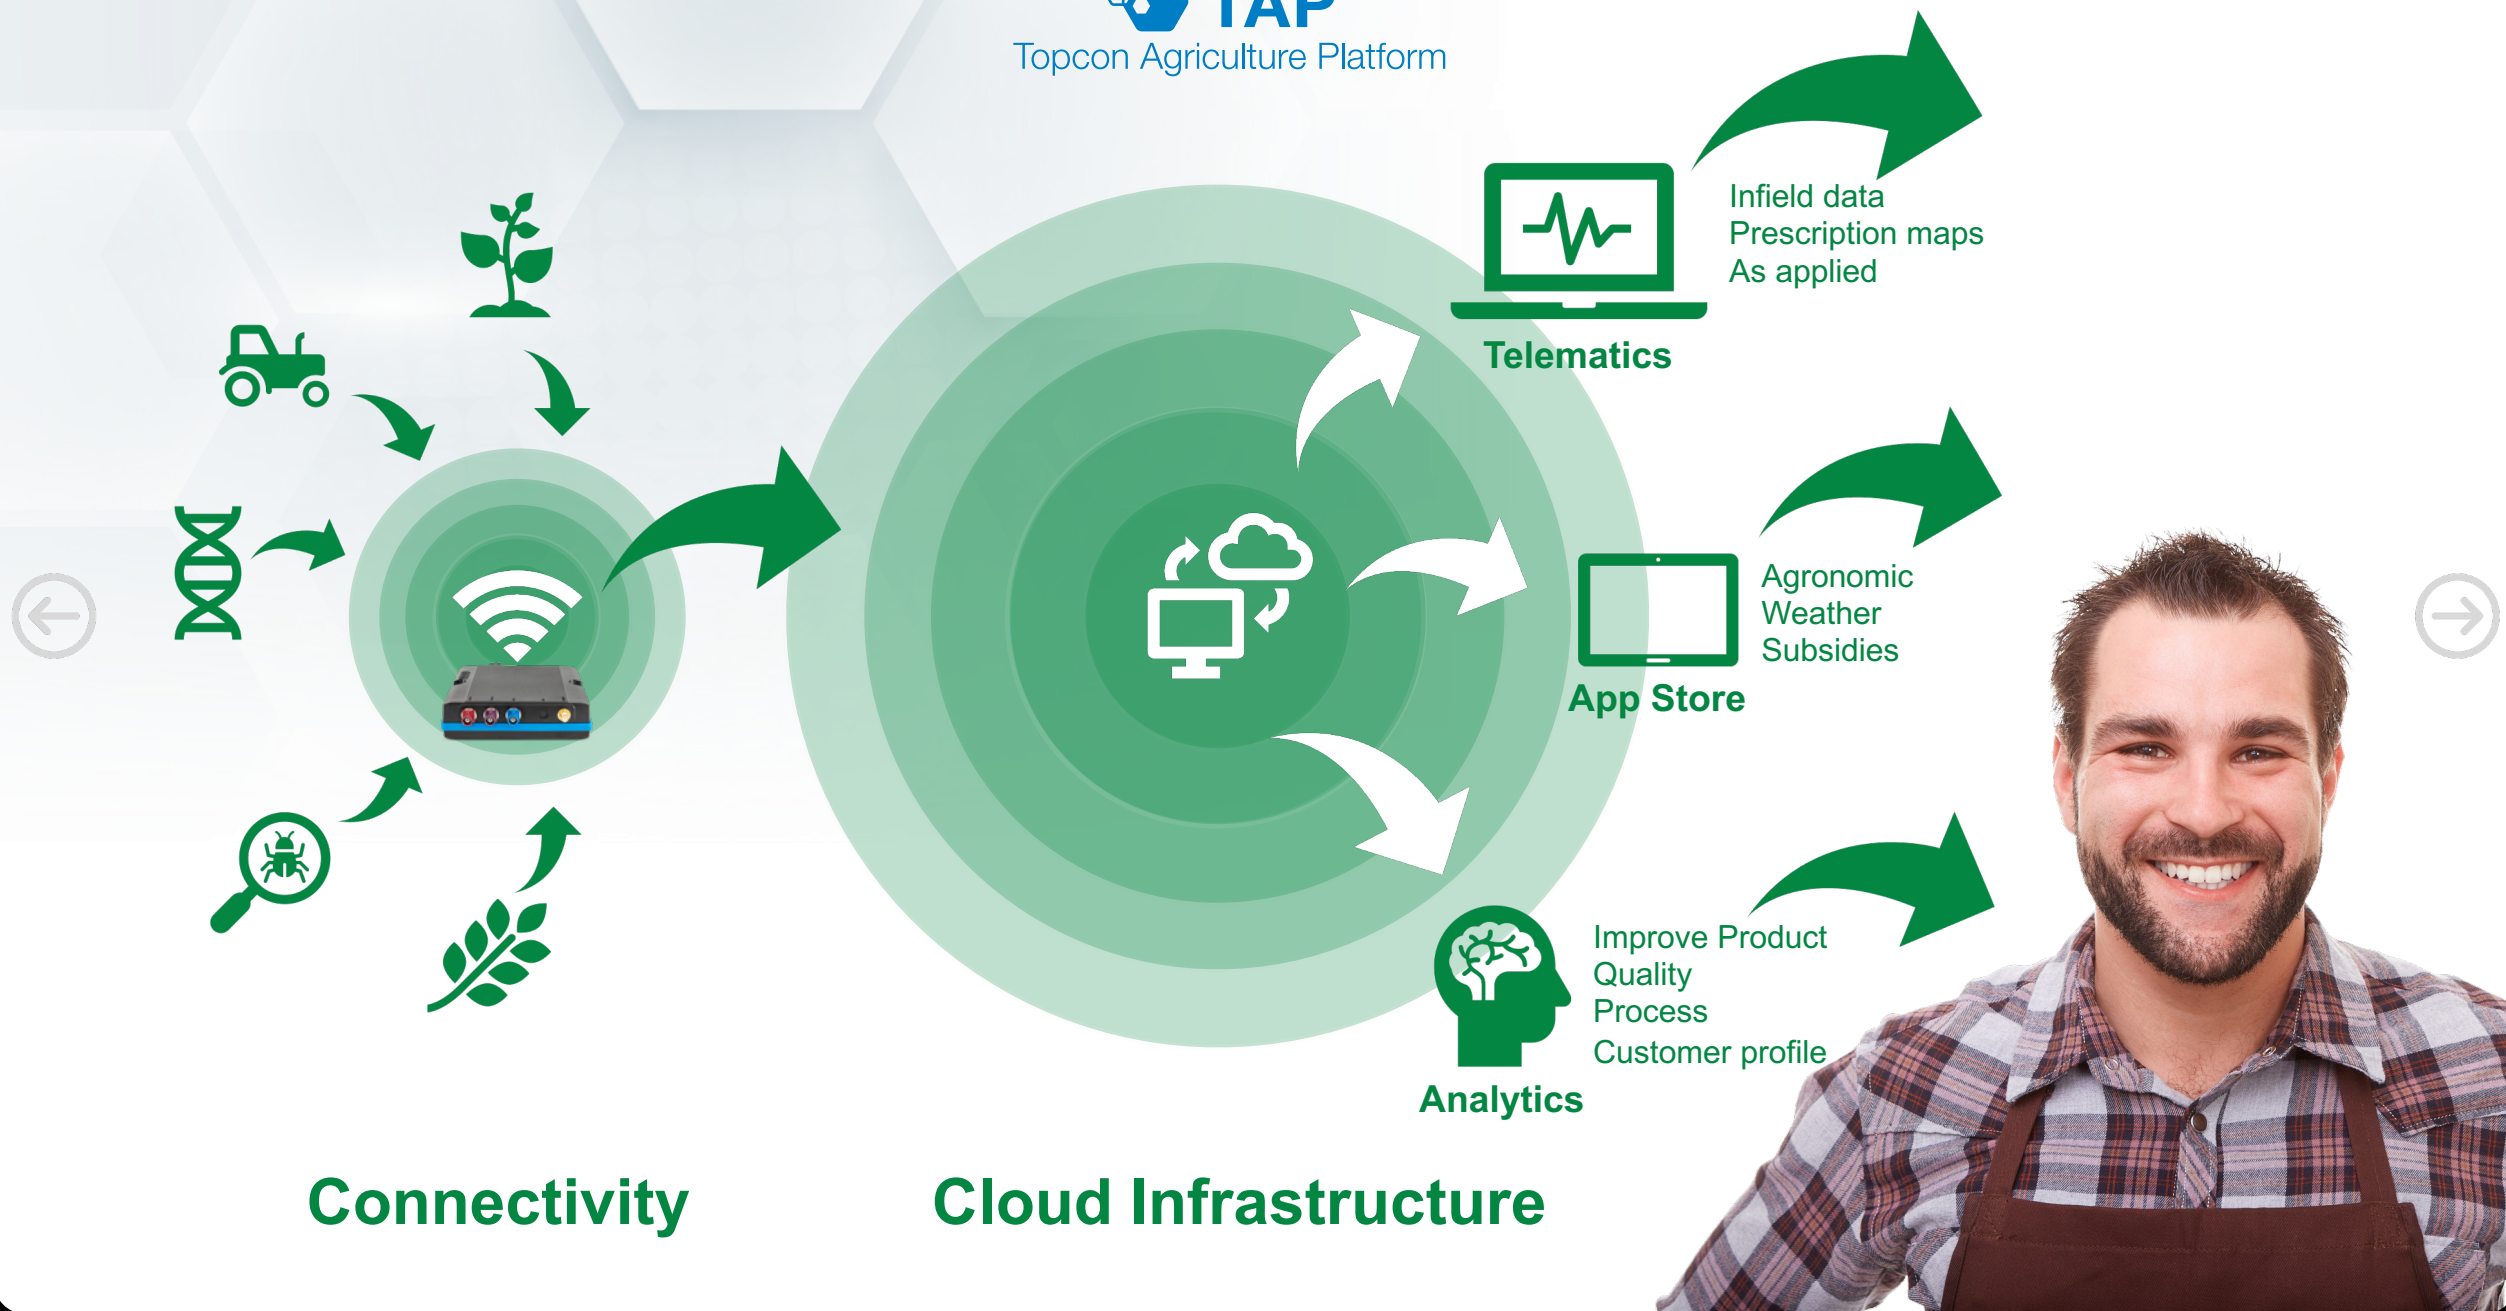 TAP
Topcon Agriculture Platform
Infield data
Prescription maps
As applied
Telematics
Agronomic
Weather
Subsidies
App Store
Improve Product
Quality
Process
Customer profile
Analytics
Connectivity
Cloud Infrastructure